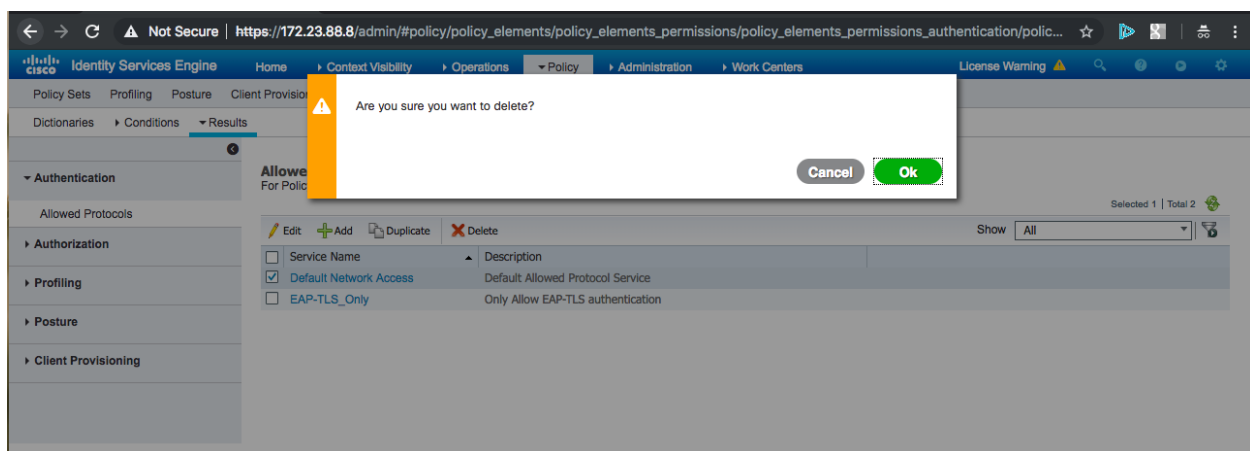 Not Secure | https://172.23.88.8/admin/#policy/policy_elements/policy_elements_permissions/policy_elements_permissions_authentication/polic...
CISCO Identity Services Engine Home Context Visibility Operations Policy Administration Work Centers License Warning
Policy Sets Profiling Posture Client Provision
Dictionaries Conditions Results
Are you sure you want to delete?
Cancel Ok
Authentication
Allowed Protocols
Authorization
Profiling
Posture
Client Provisioning
Allowe
For Polic
Selected 1 | Total 2
Edit Add Duplicate Delete Show All
Service Name Description
Default Network Access Default Allowed Protocol Service
EAP-TLS_Only Only Allow EAP-TLS authentication